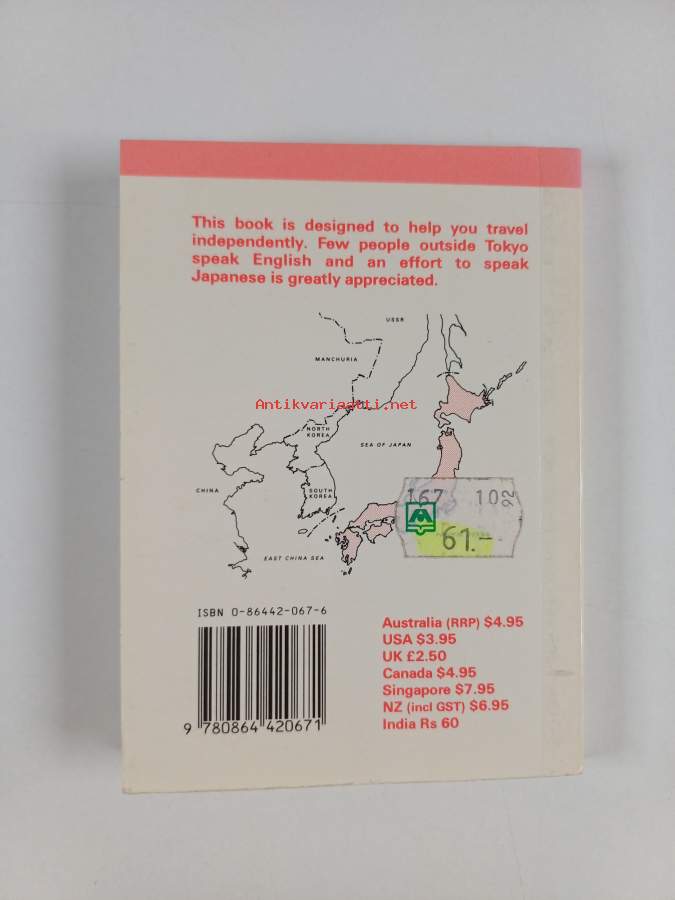 This book is designed to help you travel
independently. Few people outside Tokyo
speak English and an effort to speak
Japanese is greatly appreciated.
USSR
MANCHURIA
Antikvariaatti.net
NORTH
KOREA
SEA OF JAPAN
CHINA
SOUTH
KOREA
167 10 92
61.-
EAST CHINA SEA
ISBN 0-86442-067-6
9 780864 420671
Australia (RRP) $4.95
USA $3.95
UK £2.50
Canada $4.95
Singapore $7.95
NZ (incl GST) $6.95
India Rs 60